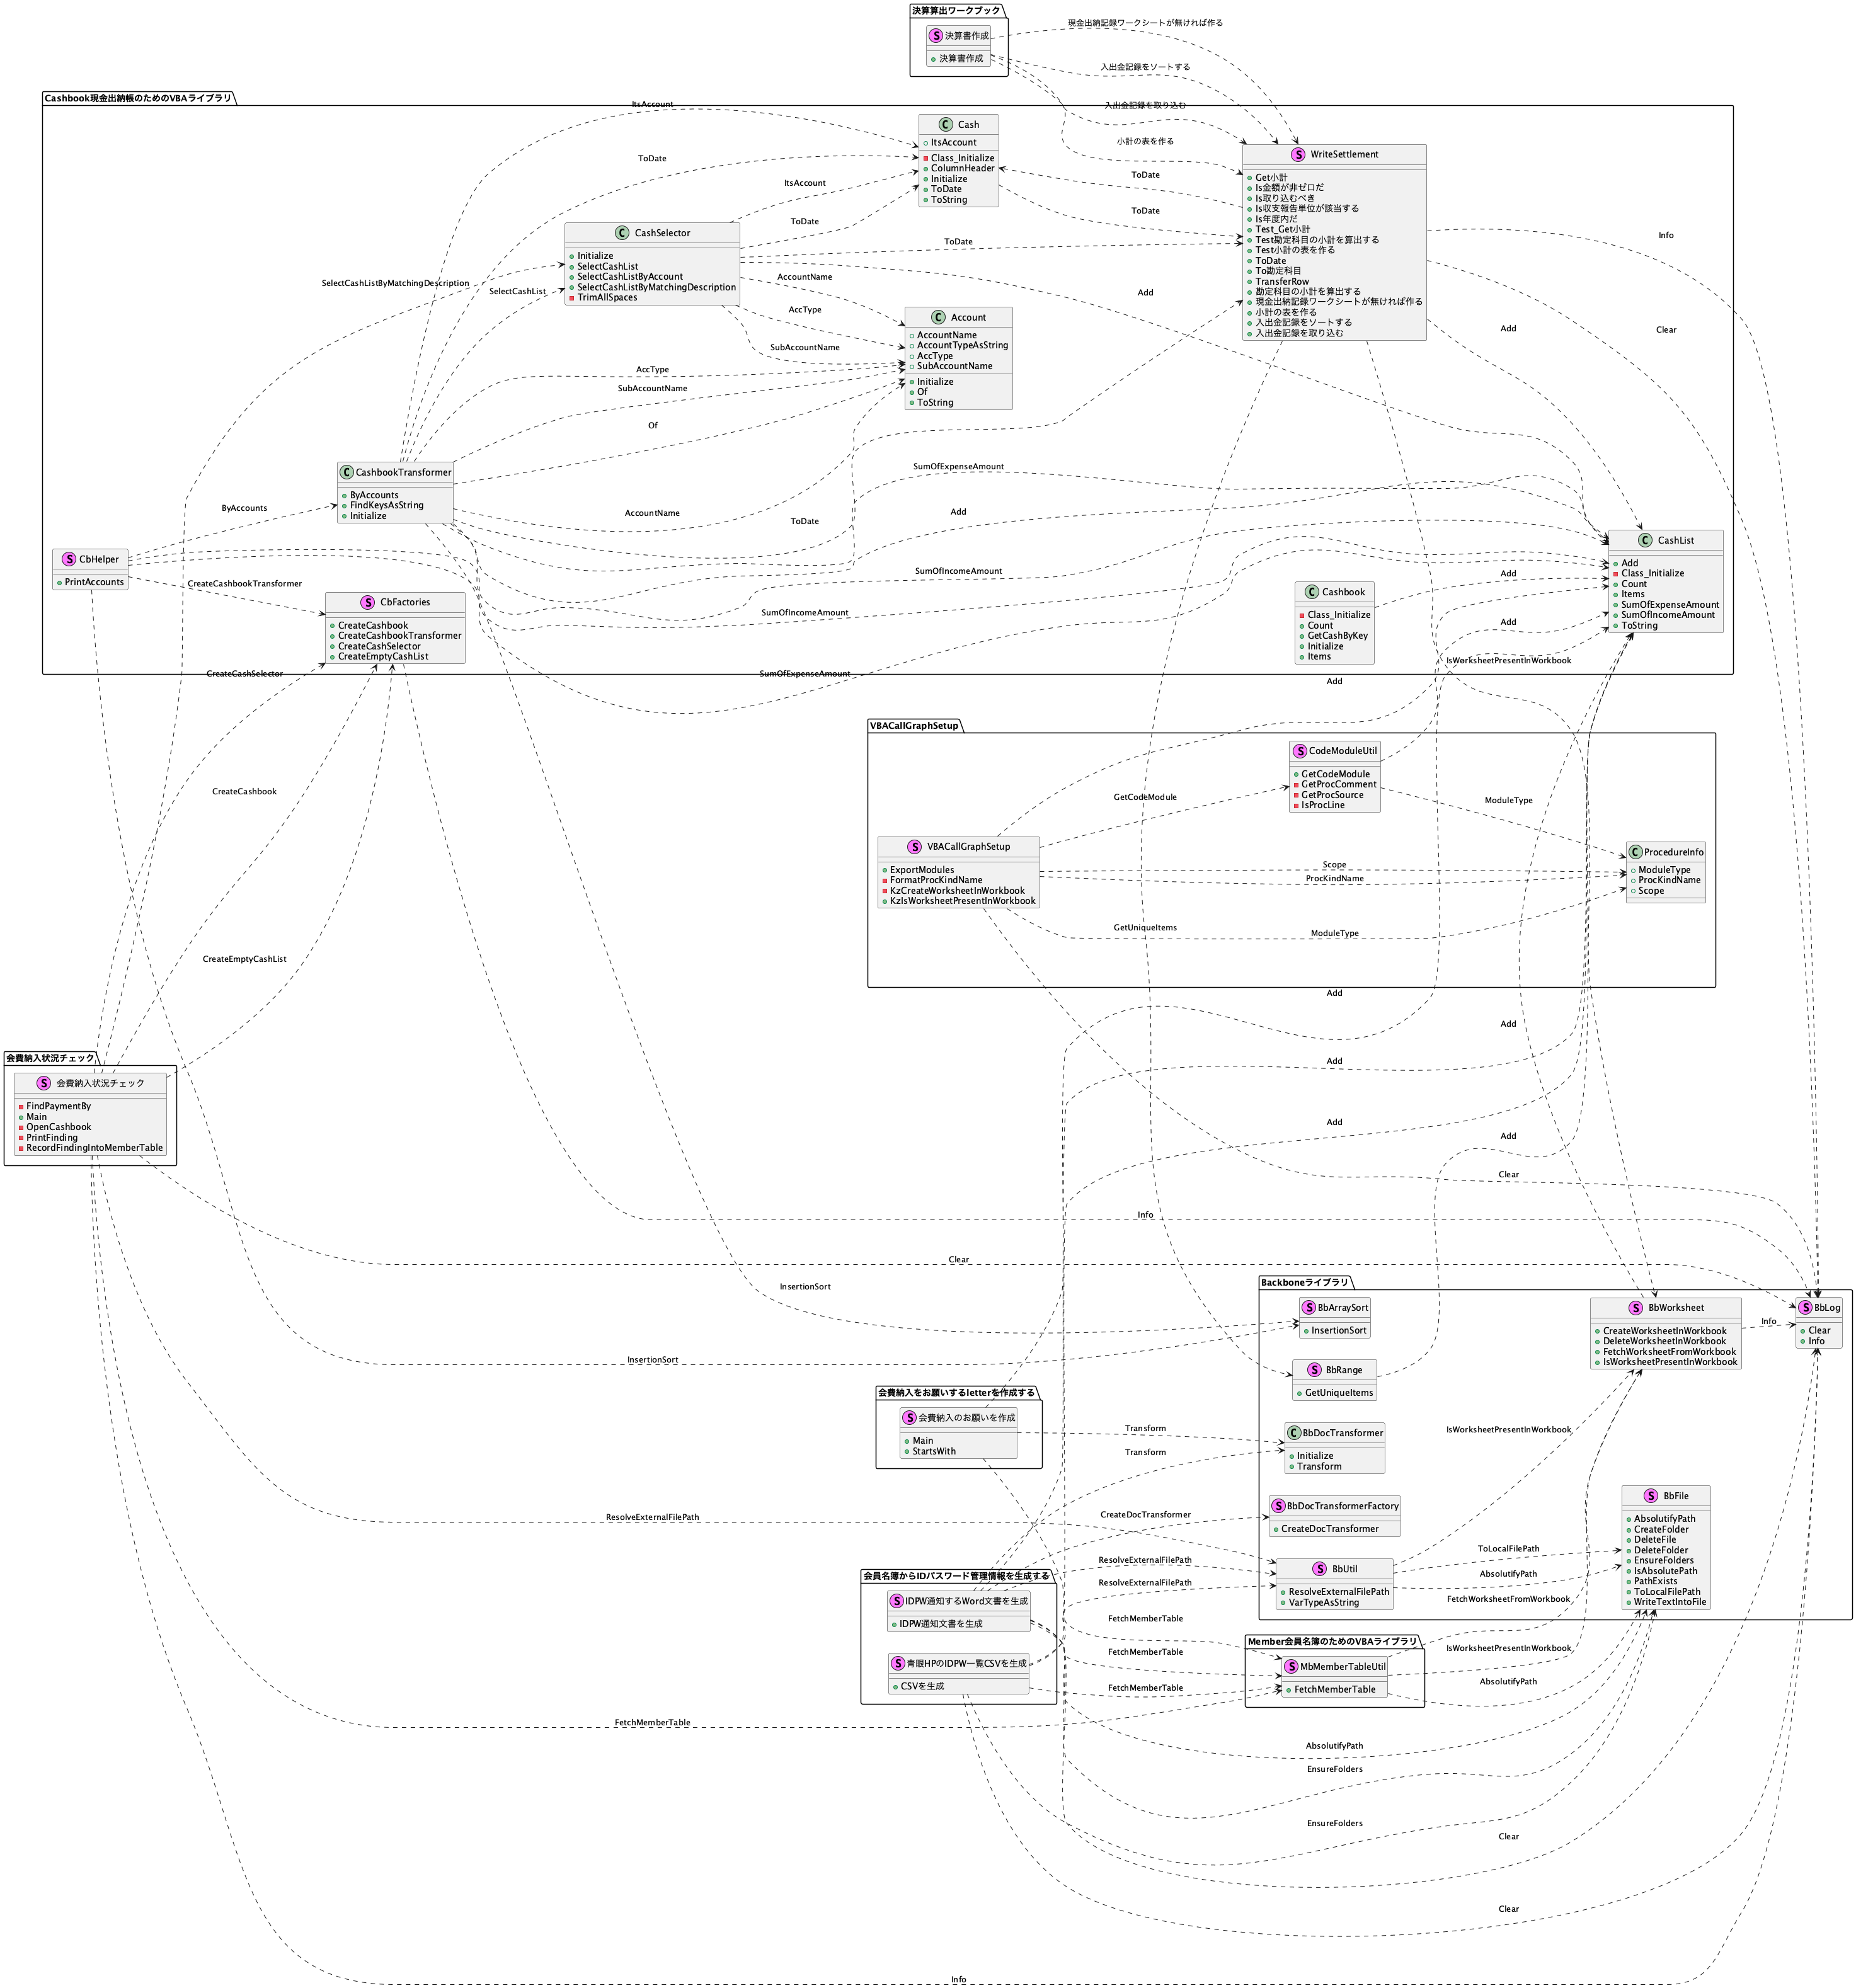 決算算出ワークブック
S 決算書作成
決算書作成
現金出納記録ワークシートが無ければ作る
入出金記録をソートする
入出金記録を取り込む
小計の表を作る
Cashbook現金出納帳のためのVBAライブラリ
ItsAccount
C Cash
ItsAccount
Class_Initialize
ColumnHeader
Initialize
ToDate
ToString
ToDate
ItsAccount
ToDate
ToDate
ToDate
S WriteSettlement
Get小計
Is金額が非ゼロだ
Is取り込むべき
Is収支報告単位が該当する
Is年度内だ
Test_Get小計
Test勘定科目の小計を算出する
Test小計の表を作る
ToDate
To勘定科目
TransferRow
勘定科目の小計を算出する
現金出納記録ワークシートが無ければ作る
小計の表を作る
入出金記録をソートする
入出金記録を取り込む
Info
C CashSelector
Initialize
SelectCashList
SelectCashListByAccount
SelectCashListByMatchingDescription
TrimAllSpaces
ToDate
SelectCashListByMatchingDescription
SelectCashList
AccountName
AccType
SubAccountName
Add
Add
Clear
C Account
AccountName
AccountTypeAsString
AccType
SubAccountName
Initialize
Of
ToString
AccType
SubAccountName
Of
C CashbookTransformer
ByAccounts
FindKeysAsString
Initialize
ByAccounts
AccountName
ToDate
SumOfExpenseAmount
Add
SumOfIncomeAmount
SumOfIncomeAmount
SumOfExpenseAmount
S CbHelper
PrintAccounts
CreateCashbookTransformer
S CbFactories
CreateCashbook
CreateCashbookTransformer
CreateCashSelector
CreateEmptyCashList
C Cashbook
Class_Initialize
Count
GetCashByKey
Initialize
Items
Add
Add
C CashList
Add
Class_Initialize
Count
Items
SumOfExpenseAmount
SumOfIncomeAmount
ToString
CreateCashSelector
IsWorksheetPresentInWorkbook
Add
VBACallGraphSetup
S CodeModuleUtil
GetCodeModule
GetProcComment
GetProcSource
IsProcLine
CreateCashbook
GetCodeModule
ModuleType
S VBACallGraphSetup
ExportModules
FormatProcKindName
KzCreateWorksheetInWorkbook
KzIsWorksheetPresentInWorkbook
Scope
ProcKindName
C ProcedureInfo
ModuleType
ProcKindName
Scope
GetUniqueItems
ModuleType
CreateEmptyCashList
Add
Add
Add
Add
Add
Clear
会費納入状況チェック
S 会費納入状況チェック
FindPaymentBy
Main
OpenCashbook
PrintFinding
RecordFindingIntoMemberTable
Info
Clear
InsertionSort
InsertionSort
Backboneライブラリ
S BbArraySort
InsertionSort
S BbWorksheet
CreateWorksheetInWorkbook
DeleteWorksheetInWorkbook
FetchWorksheetFromWorkbook
IsWorksheetPresentInWorkbook
Info
S BbLog
Clear
Info
S BbRange
GetUniqueItems
会費納入をお願いするletterを作成する
S 会費納入のお願いを作成
Main
StartsWith
Transform
Transform
C BbDocTransformer
Initialize
Transform
IsWorksheetPresentInWorkbook
S BbDocTransformerFactory
CreateDocTransformer
CreateDocTransformer
ResolveExternalFilePath
S BbFile
AbsolutifyPath
CreateFolder
DeleteFile
DeleteFolder
EnsureFolders
IsAbsolutePath
PathExists
ToLocalFilePath
WriteTextIntoFile
ToLocalFilePath
AbsolutifyPath
FetchWorksheetFromWorkbook
S BbUtil
ResolveExternalFilePath
VarTypeAsString
ResolveExternalFilePath
ResolveExternalFilePath
会員名簿からIDパスワード管理情報を生成する
S IDPW通知するWord文書を生成
IDPW通知文書を生成
S 青眼HPのIDPW一覧CSVを生成
CSVを生成
FetchMemberTable
FetchMemberTable
FetchMemberTable
FetchMemberTable
Member会員名簿のためのVBAライブラリ
S MbMemberTableUtil
FetchMemberTable
IsWorksheetPresentInWorkbook
AbsolutifyPath
AbsolutifyPath
EnsureFolders
EnsureFolders
Clear
Clear
Info